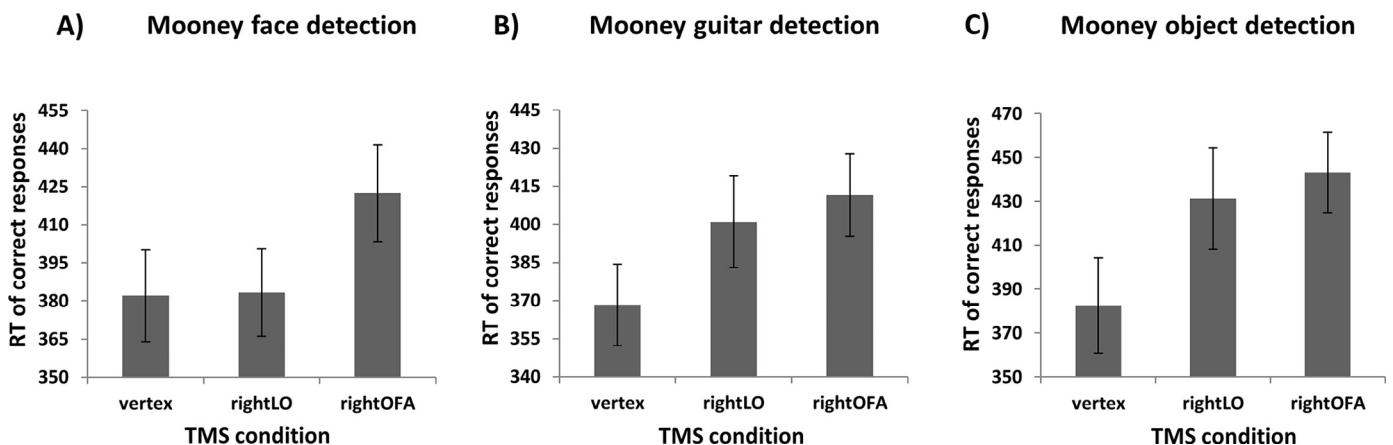 A) Mooney face detection
RT of correct responses
455
440
425
410
395
380
365
350
vertex rightLO rightOFA
TMS condition
B) Mooney guitar detection
RT of correct responses
445
430
415
400
385
370
355
340
vertex rightLO rightOFA
TMS condition
C) Mooney object detection
RT of correct responses
470
450
430
410
390
370
350
vertex rightLO rightOFA
TMS condition